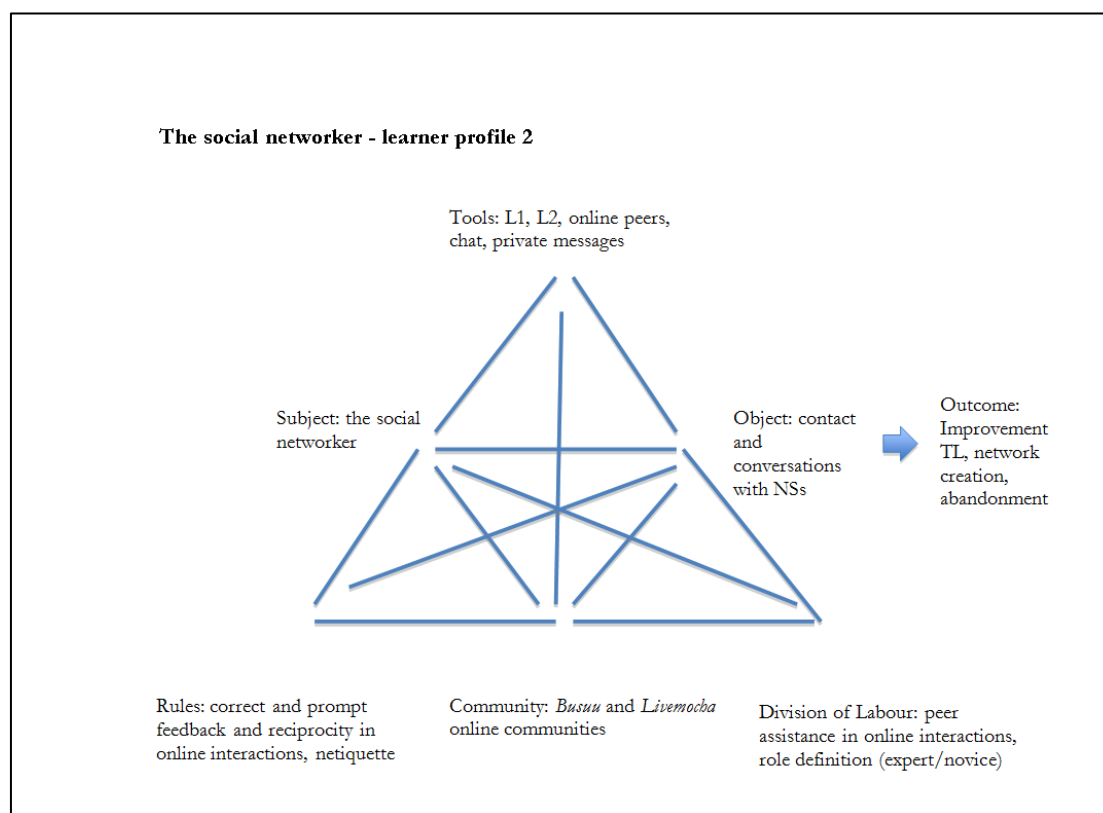 The social networker - learner profile 2
Tools: L1, L2, online peers,
chat, private messages
Subject: the social
networker
Object: contact
and
conversations
with NSs
Outcome:
Improvement
TL, network
creation,
abandonment
Rules: correct and prompt
feedback and reciprocity in
online interactions, netiquette
Community: Busuu and Livemocha
online communities
Division of Labour: peer
assistance in online interactions,
role definition (expert/novice)